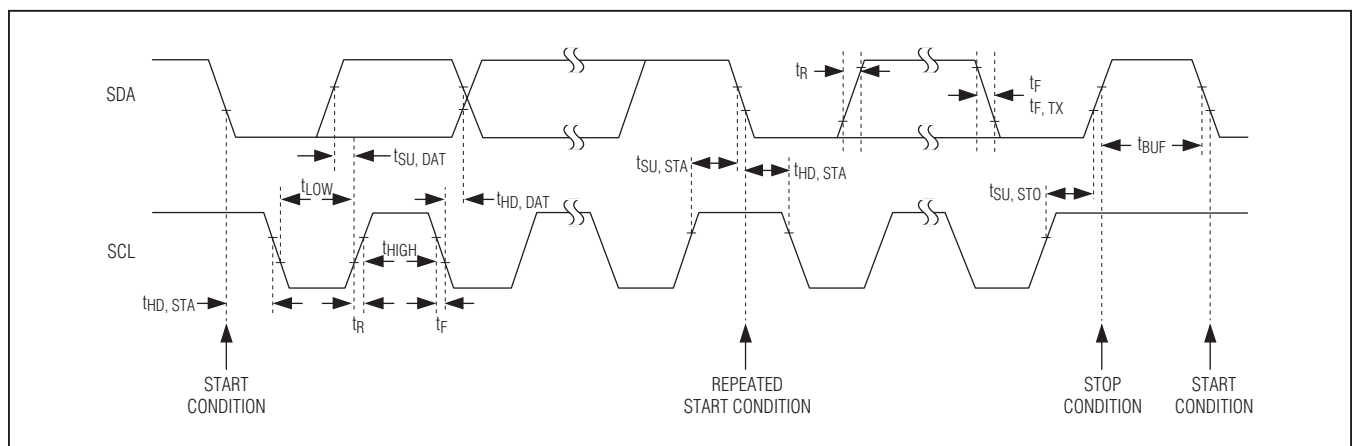 tR
tF
tF, TX
SDA
tSU, DAT
tSU, STA
tHD, STA
tBUF
tLOW
tHD, DAT
tSU, STO
SCL
tHIGH
tHD, STA
tR
tF
START
CONDITION
REPEATED
START CONDITION
STOP
CONDITION
START
CONDITION